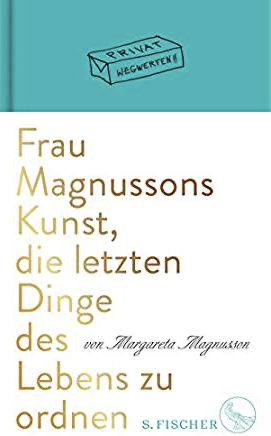 PRIVAT
WEGWERFEN!!
Frau
Magnussons
Kunst,
die letzten
Dinge
des von Margareta Magnusson
Lebens zu
ordnen S. FISCHER